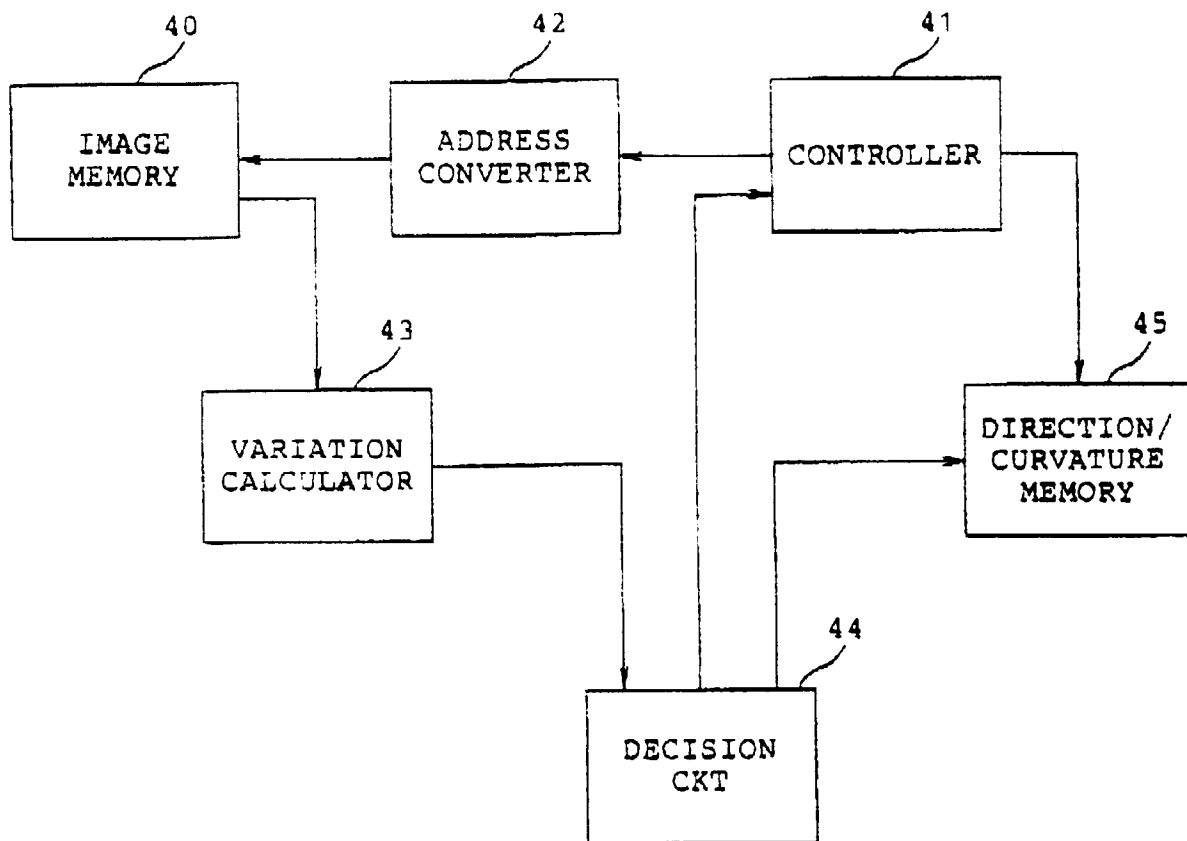 40
42
41
IMAGE
MEMORY
ADDRESS
CONVERTER
CONTROLLER
43
45
VARIATION
CALCULATOR
DIRECTION/
CURVATURE
MEMORY
44
DECISION
CKT